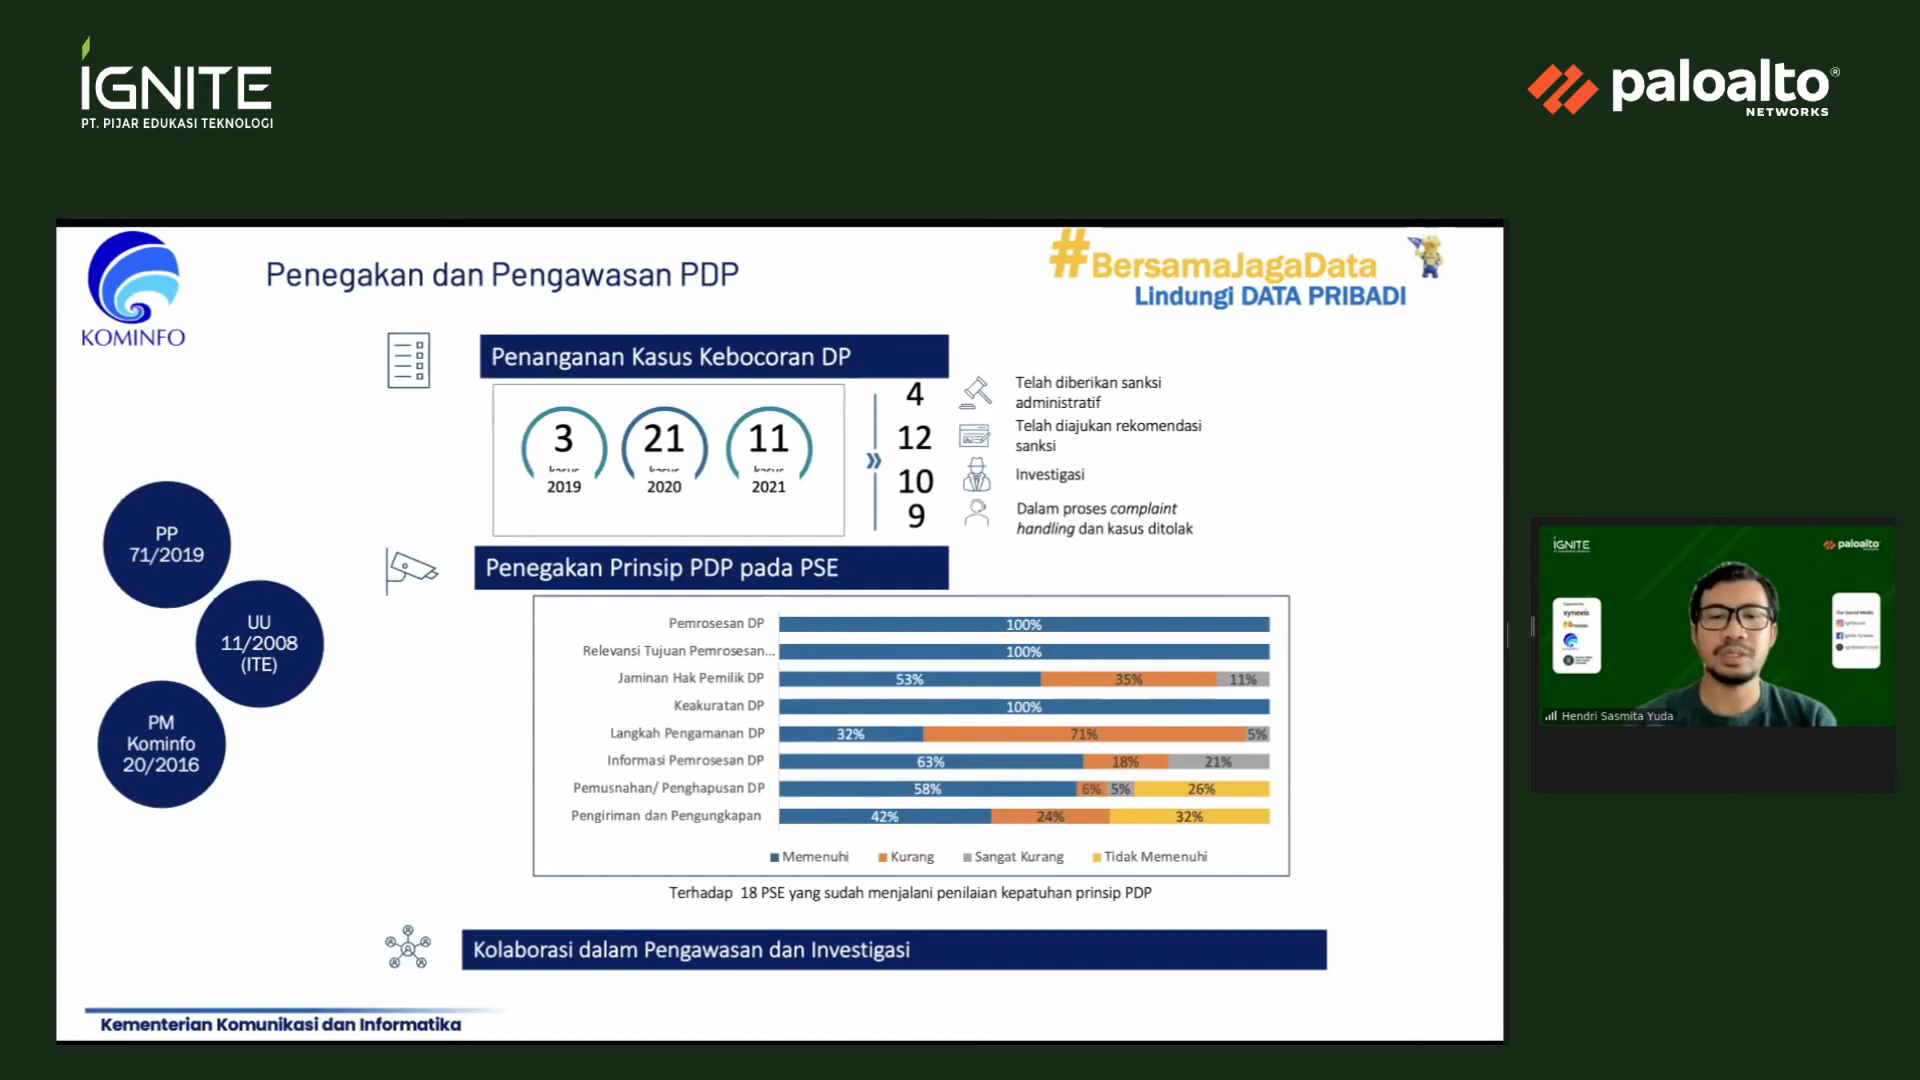 IGNITE
PT. PIJAR EDUKASI TEKNOLOGI
paloalto®
NETWORKS
KOMINFO
Penegakan dan Pengawasan PDP
#BersamaJagaData
Lindungi DATA PRIBADI
Penanganan Kasus Kebocoran DP
3
kasus
2019
21
kasus
2020
11
kasus
2021
»
4
Telah diberikan sanksi
administratif
12
Telah diajukan rekomendasi
sanksi
10
Investigasi
9
Dalam proses complaint
handling dan kasus ditolak
PP
71/2019
UU
11/2008
(ITE)
PM
Kominfo
20/2016
Penegakan Prinsip PDP pada PSE
Pemrosesan DP 100%
Relevansi Tujuan Pemrosesan... 100%
Jaminan Hak Pemilik DP 53% 35% 11%
Keakuratan DP 100%
Langkah Pengamanan DP 32% 71% 5%
Informasi Pemrosesan DP 63% 18% 21%
Pemusnahan/ Penghapusan DP 58% 6% 5% 26%
Pengiriman dan Pengungkapan 42% 24% 32%
Memenuhi Kurang Sangat Kurang Tidak Memenuhi
Terhadap 18 PSE yang sudah menjalani penilaian kepatuhan prinsip PDP
Kolaborasi dalam Pengawasan dan Investigasi
Kementerian Komunikasi dan Informatika
IGNITE
paloalto
xynexis
Our Social Media
Hendri Sasmita Yuda